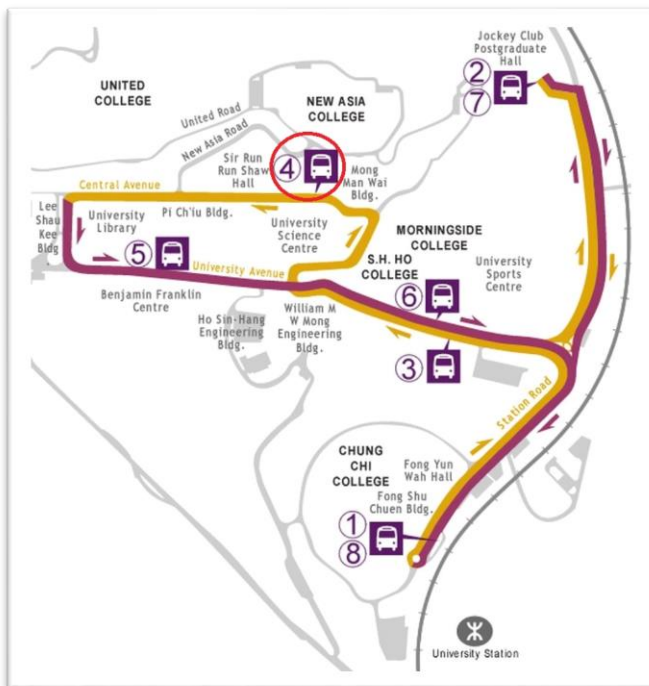 Jockey Club
Postgraduate
Hall
2
7
UNITED
COLLEGE
NEW ASIA
COLLEGE
United Road
New Asia Road
Sir Run
Run Shaw
Hall
4
Mong
Man Wai
Bldg.
Central Avenue
Lee
Shau
Kee
Bldg
.
University
Library
Pi Ch'iu Bldg.
University
Science
Centre
MORNINGSIDE
COLLEGE
S.H. HO
COLLEGE
University
Sports
Centre
5
University Avenue
6
Benjamin Franklin
Centre
Ho Sin-Hang
Engineering
Bldg.
William M
W Mong
Engineering
Bldg.
3
Station Road
CHUNG
CHI
COLLEGE
Fong Yun
Wah Hall
Fong Shu
Chuen Bldg.
1
8
University Station